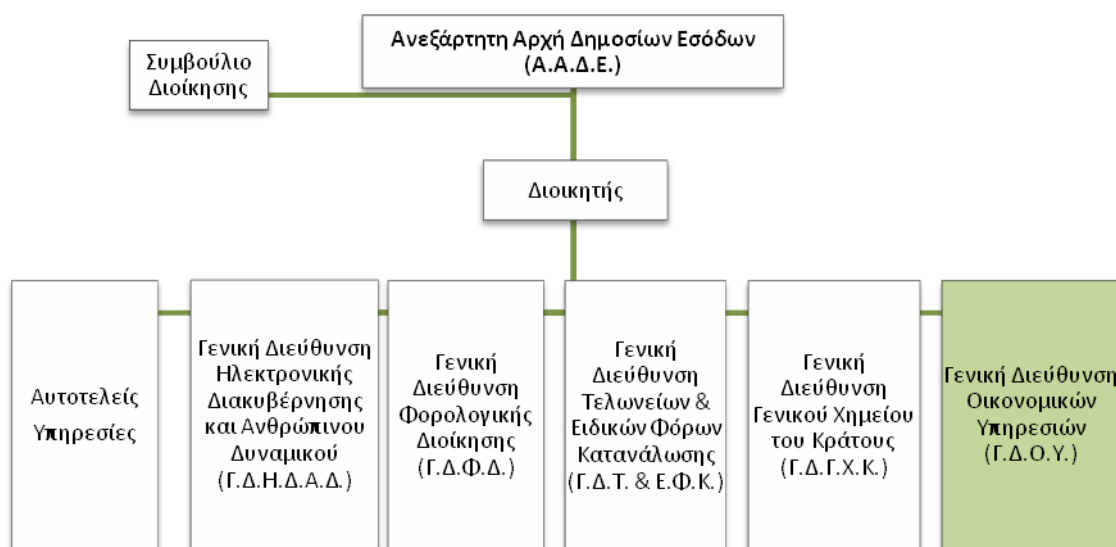 Ανεξάρτητη Αρχή Δημοσίων Εσόδων
(Α.Α.Δ.Ε.)
Συμβούλιο
Διοίκησης
Διοικητής
Αυτοτελείς
Υπηρεσίες
Γενική Διεύθυνση
Ηλεκτρονικής
Διακυβέρνησης
και Ανθρώπινου
Δυναμικού
(Γ.Δ.Η.Δ.Α.Δ.)
Γενική
Διεύθυνση
Φορολογικής
Διοίκησης
(Γ.Δ.Φ.Δ.)
Γενική
Διεύθυνση
Τελωνείων &
Ειδικών Φόρων
Κατανάλωσης
(Γ.Δ.Τ. & Ε.Φ.Κ.)
Γενική
Διεύθυνση
Γενικού Χημείου
του Κράτους
(Γ.Δ.Γ.Χ.Κ.)
Γενική Διεύθυνση
Οικονομικών
Υπηρεσιών
(Γ.Δ.Ο.Υ.)